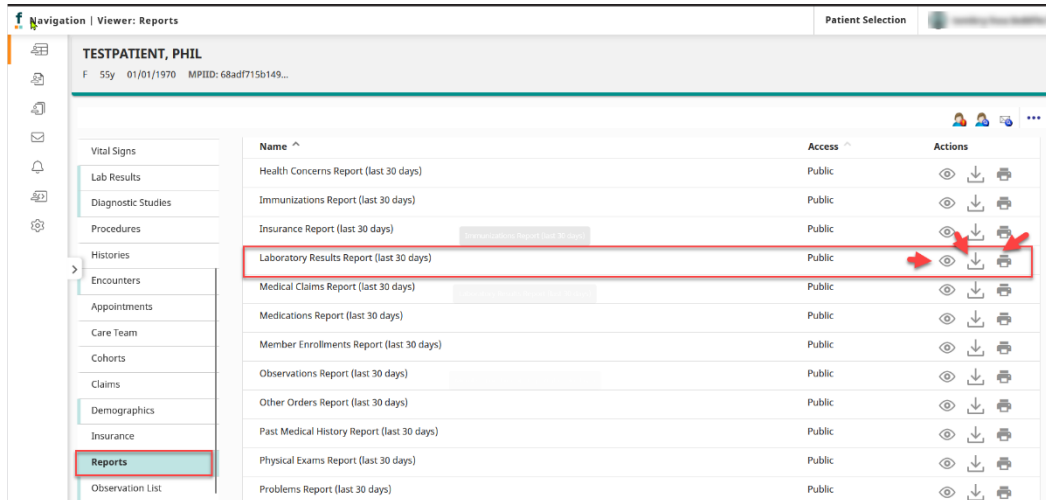 f Navigation | Viewer: Reports Patient Selection
TESTPATIENT, PHIL
F 55y 01/01/1970 MPIID: 68adf715b149...
Vital Signs
Lab Results
Diagnostic Studies
Procedures
Histories
Encounters
Appointments
Care Team
Cohorts
Claims
Demographics
Insurance
Reports
Observation List
Name Access Actions
Health Concerns Report (last 30 days) Public
Immunizations Report (last 30 days) Public
Insurance Report (last 30 days) Public
Immunizations Report (last 30 days)
Laboratory Results Report (last 30 days) Public
Medical Claims Report (last 30 days) Public
Medications Report (last 30 days) Public
Member Enrollments Report (last 30 days) Public
Observations Report (last 30 days) Public
Other Orders Report (last 30 days) Public
Past Medical History Report (last 30 days) Public
Physical Exams Report (last 30 days) Public
Problems Report (last 30 days) Public